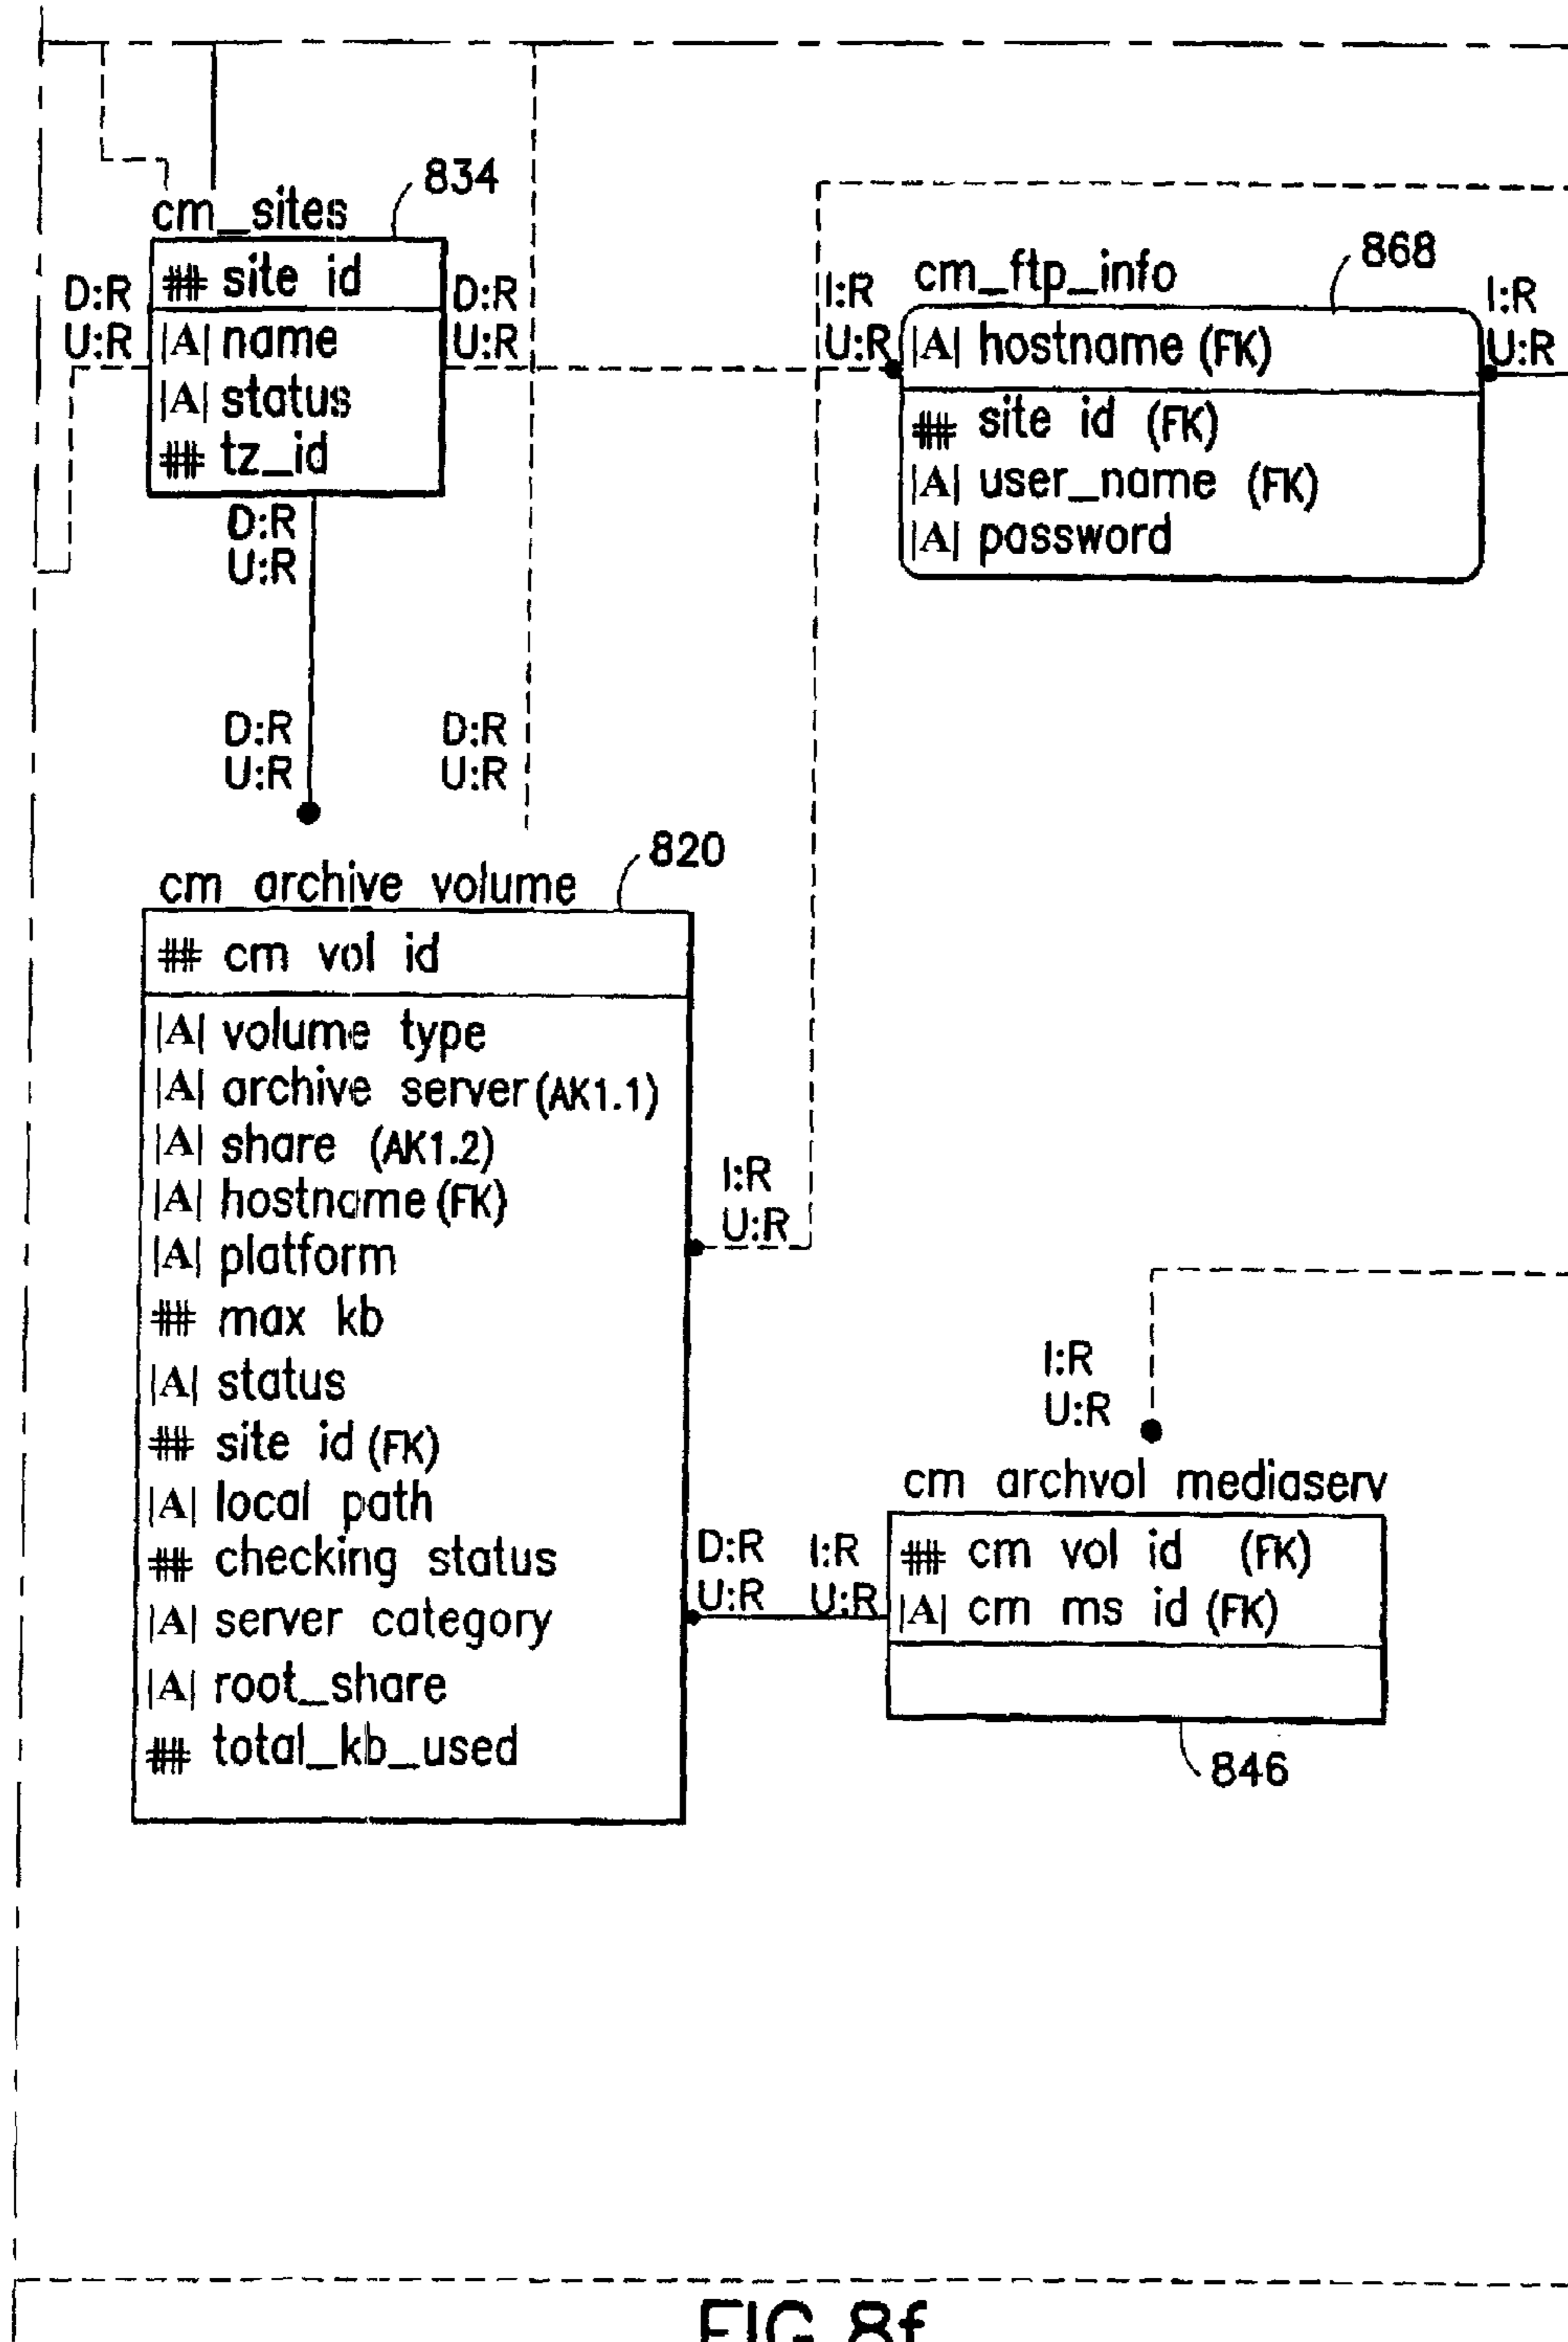 834
cm_sites
## site id
|A| name
|A| status
## tz_id
D:R
U:R
D:R
U:R
D:R
U:R
D:R
U:R
D:R
U:R
868
cm_ftp_info
I:R
U:R
|A| hostname (FK)
## site id (FK)
|A| user_name (FK)
|A| password
I:R
U:R
820
cm archive volume
## cm vol id
|A| volume type
|A| archive server (AK1.1)
|A| share (AK1.2)
|A| hostname (FK)
|A| platform
## max kb
|A| status
## site id (FK)
|A| local path
## checking status
|A| server category
|A| root_share
## total_kb_used
I:R
U:R
I:R
U:R
cm archvol mediaserv
D:R I:R
U:R U:R
## cm vol id (FK)
|A| cm ms id (FK)
846
FIG.8f